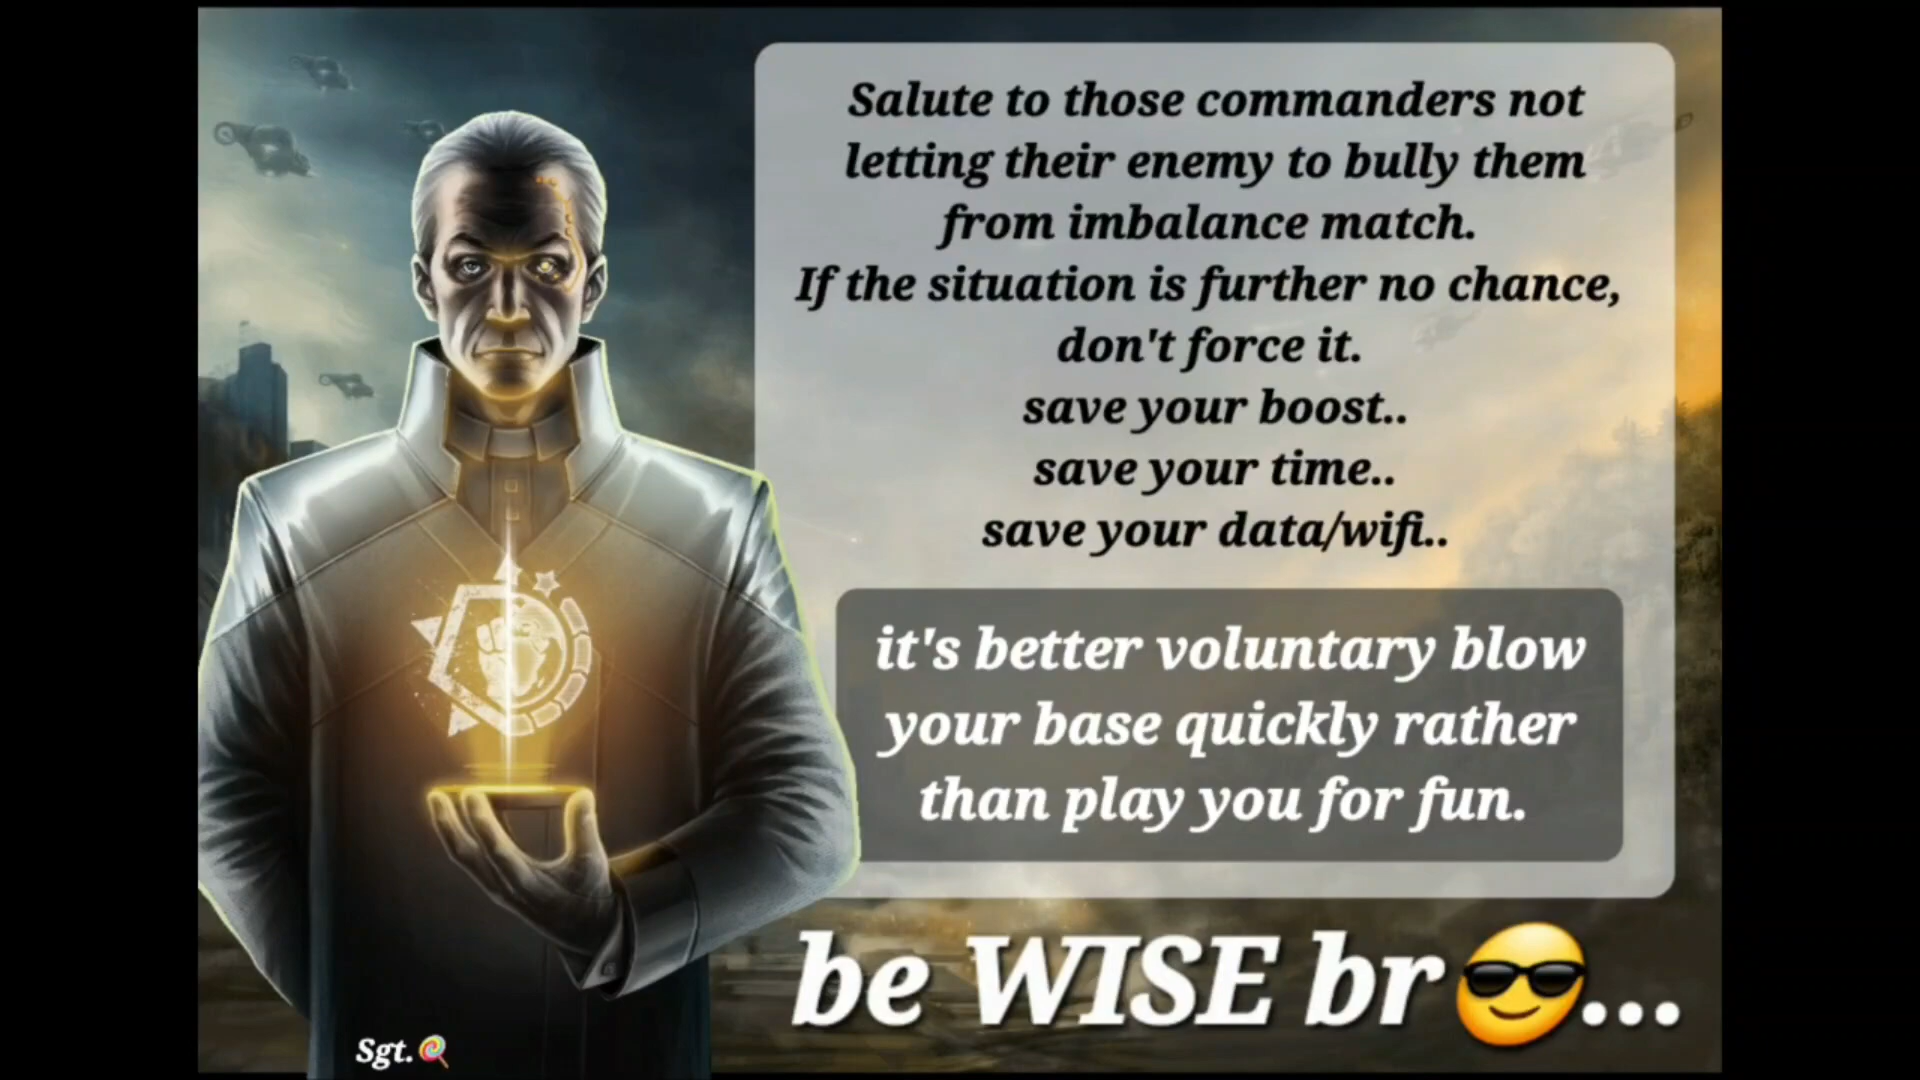 Salute to those commanders not
letting their enemy to bully them
from imbalance match.
If the situation is further no chance,
don't force it.
save your boost..
save your time..
save your data/wifi..
it's better voluntary blow
your base quickly rather
than play you for fun.
be WISE br😎...
Sgt.🍭